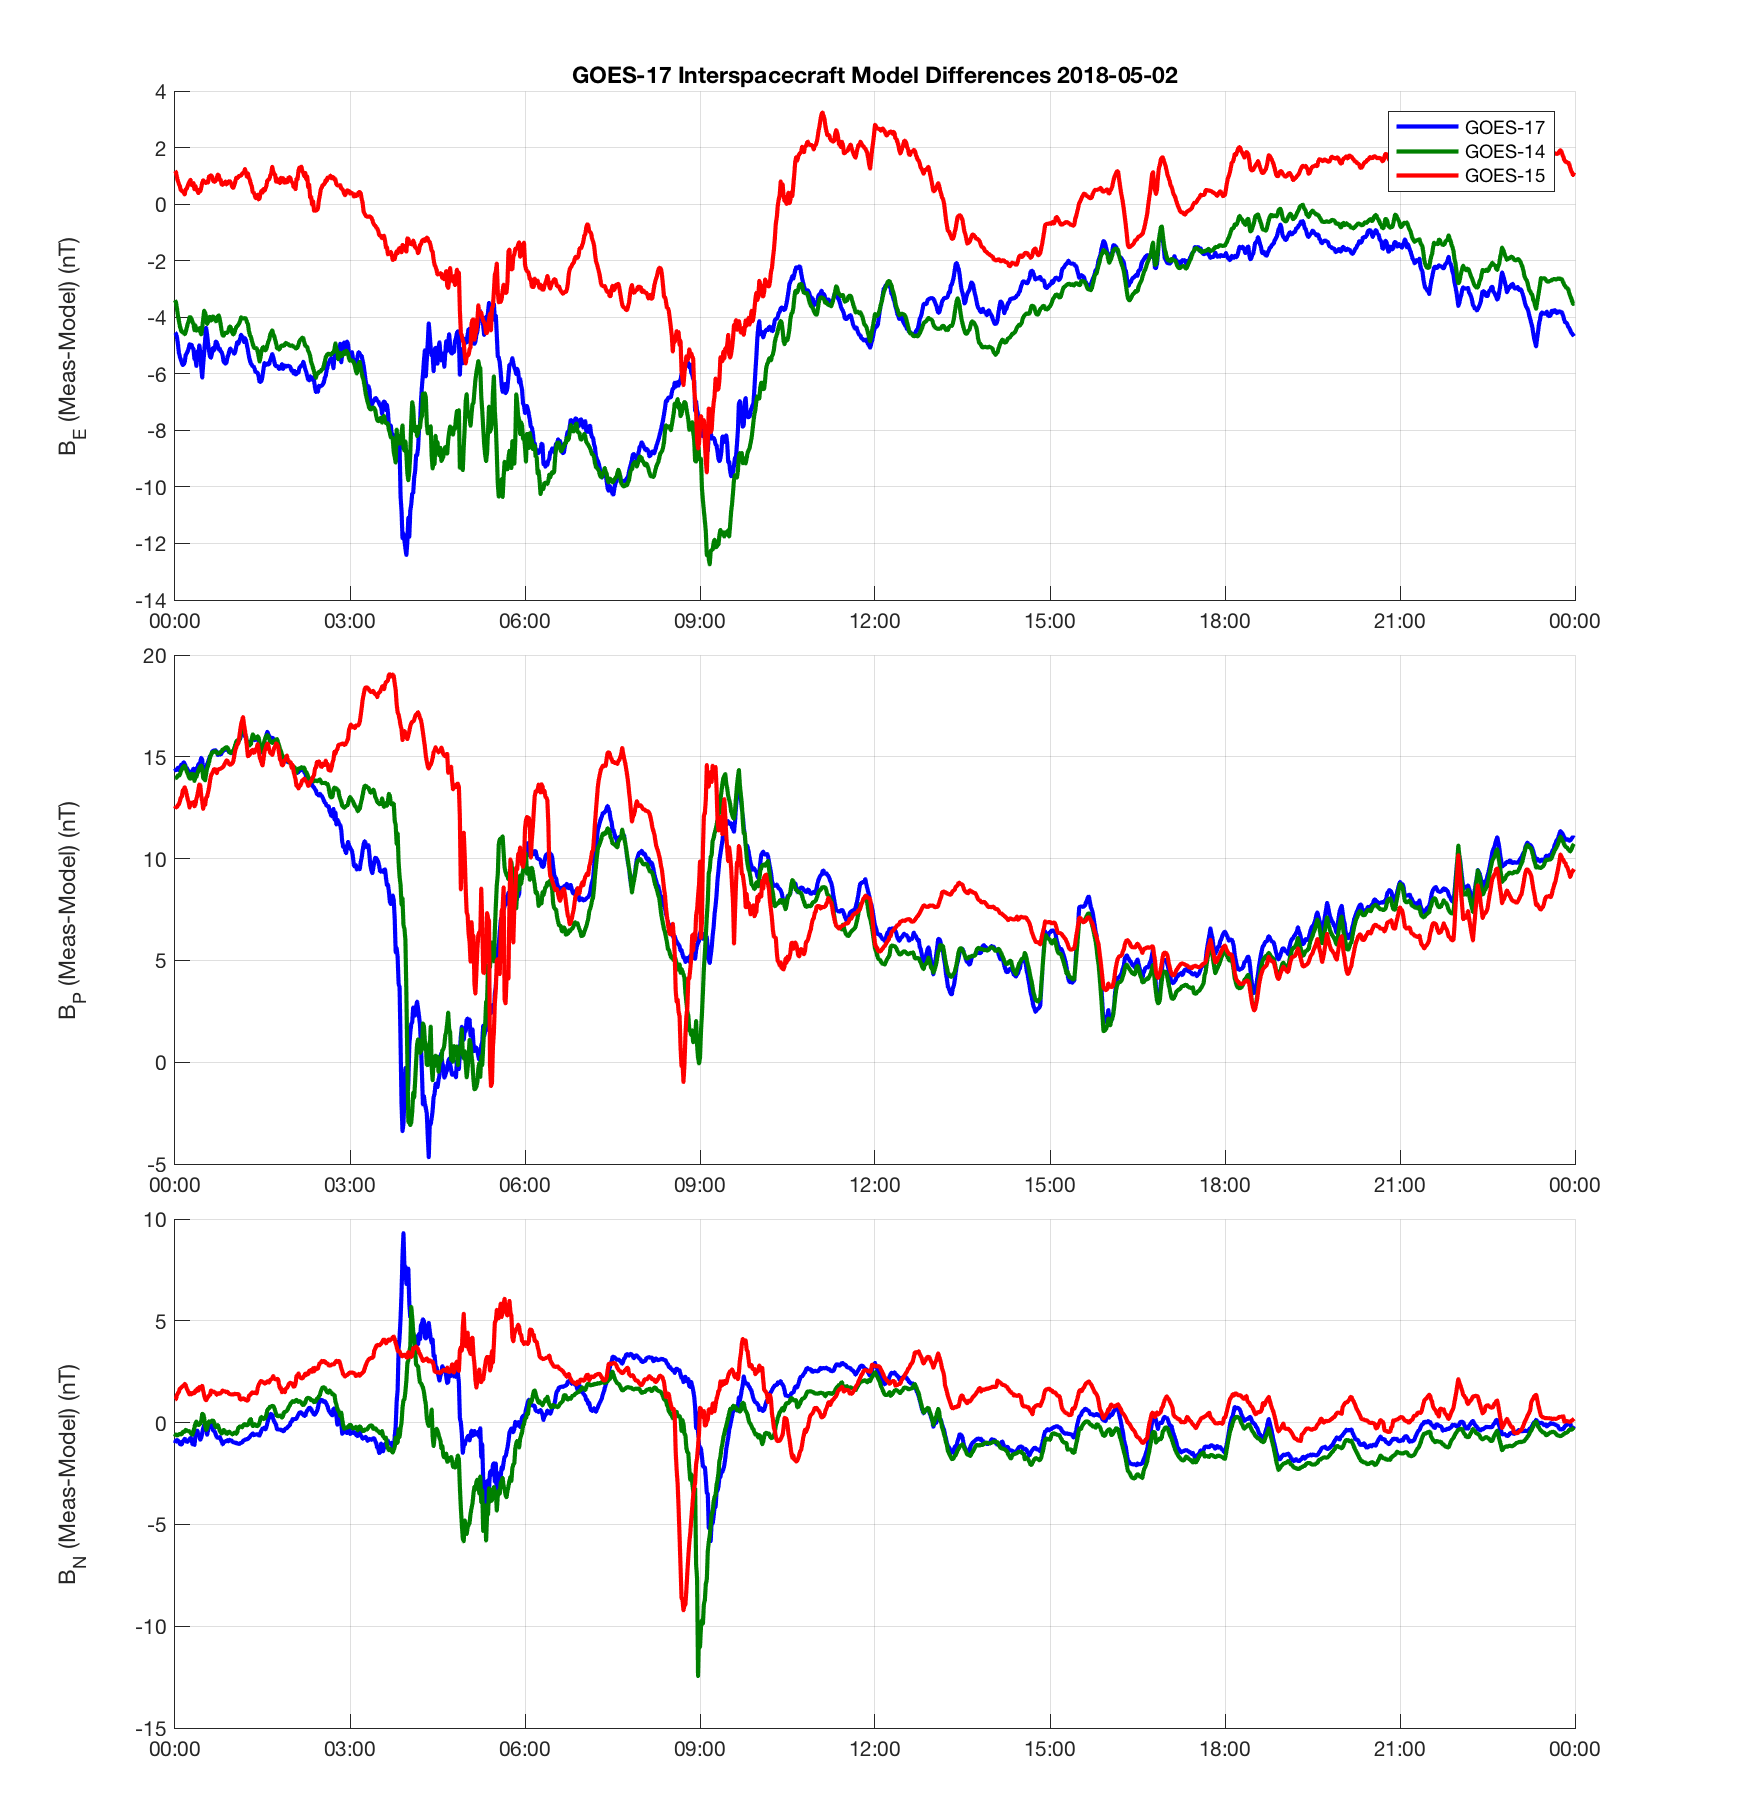 GOES-17 Interspacecraft Model Differences 2018-05-02
4
2
0
-2
-4
-6
-8
-10
-12
-14
B_E (Meas-Model) (nT)
GOES-17
GOES-14
GOES-15
00:00 03:00 06:00 09:00 12:00 15:00 18:00 21:00 00:00
20
15
10
5
0
-5
B_P (Meas-Model) (nT)
00:00 03:00 06:00 09:00 12:00 15:00 18:00 21:00 00:00
10
5
0
-5
-10
-15
B_N (Meas-Model) (nT)
00:00 03:00 06:00 09:00 12:00 15:00 18:00 21:00 00:00